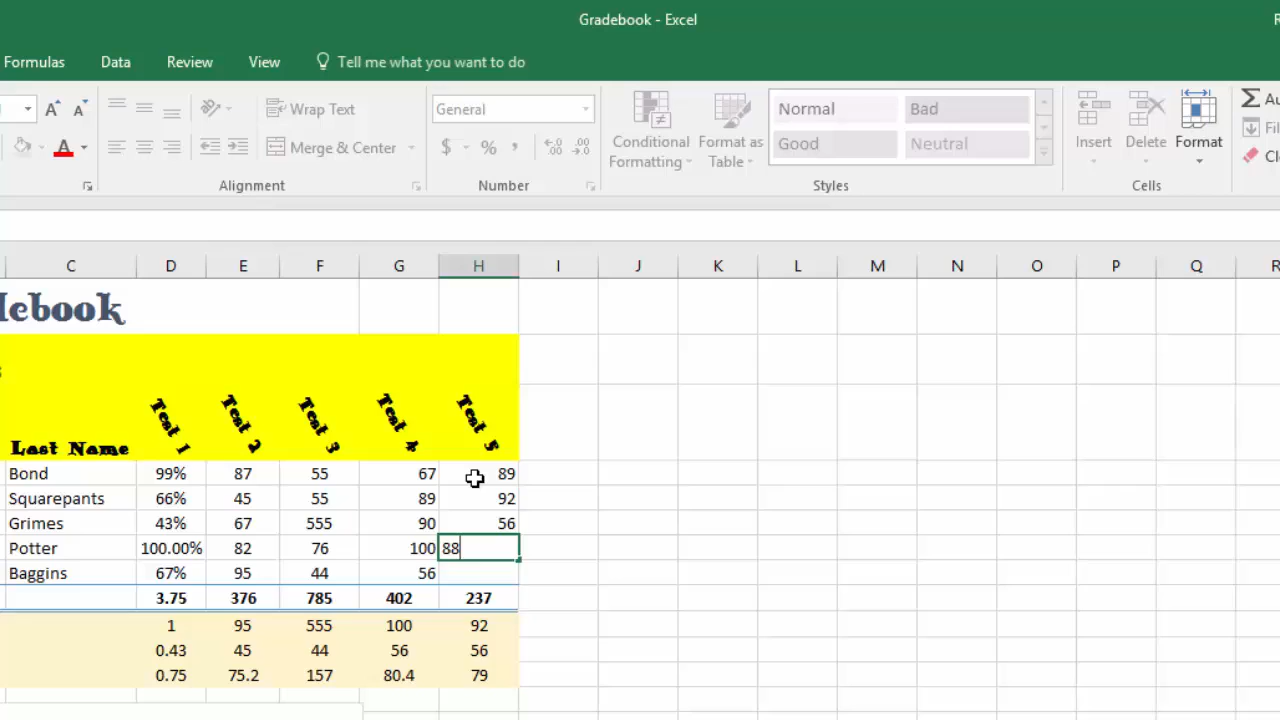 Gradebook - Excel
Formulas Data Review View Tell me what you want to do
A A Wrap Text General Normal Bad
A Merge & Center $ % , Conditional Formatting Format as Table Good Neutral Insert Delete Format
Alignment Number Styles Cells
C D E F G H I J K L M N O P Q R
debook
Last Name Test 1 Test 2 Test 3 Test 4 Test 5
Bond 99% 87 55 67 89
Squarepants 66% 45 55 89 92
Grimes 43% 67 555 90 56
Potter 100.00% 82 76 100 88
Baggins 67% 95 44 56
3.75 376 785 402 237
1 95 555 100 92
0.43 45 44 56 56
0.75 75.2 157 80.4 79